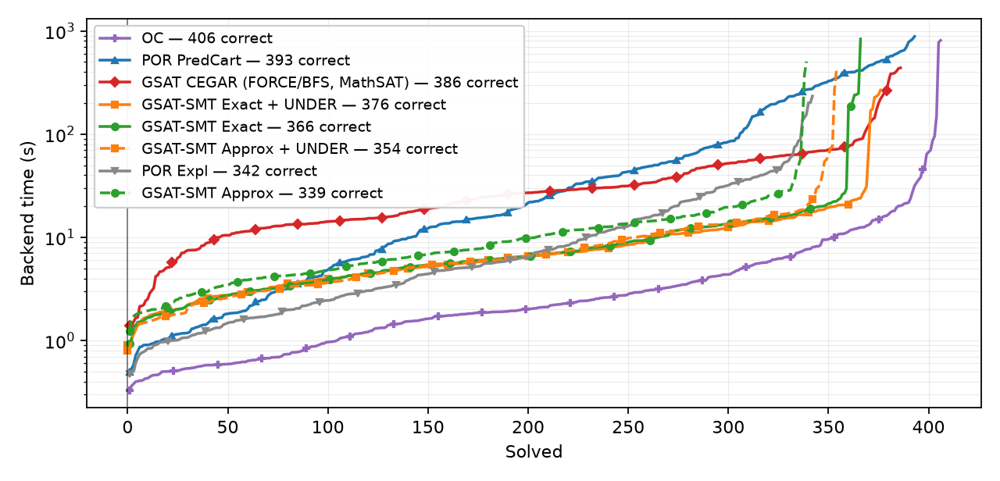 OC — 406 correct
POR PredCart — 393 correct
GSAT CEGAR (FORCE/BFS, MathSAT) — 386 correct
GSAT-SMT Exact + UNDER — 376 correct
GSAT-SMT Exact — 366 correct
GSAT-SMT Approx + UNDER — 354 correct
POR Expl — 342 correct
GSAT-SMT Approx — 339 correct
Backend time (s)
10³
10²
10¹
10⁰
0 50 100 150 200 250 300 350 400
Solved